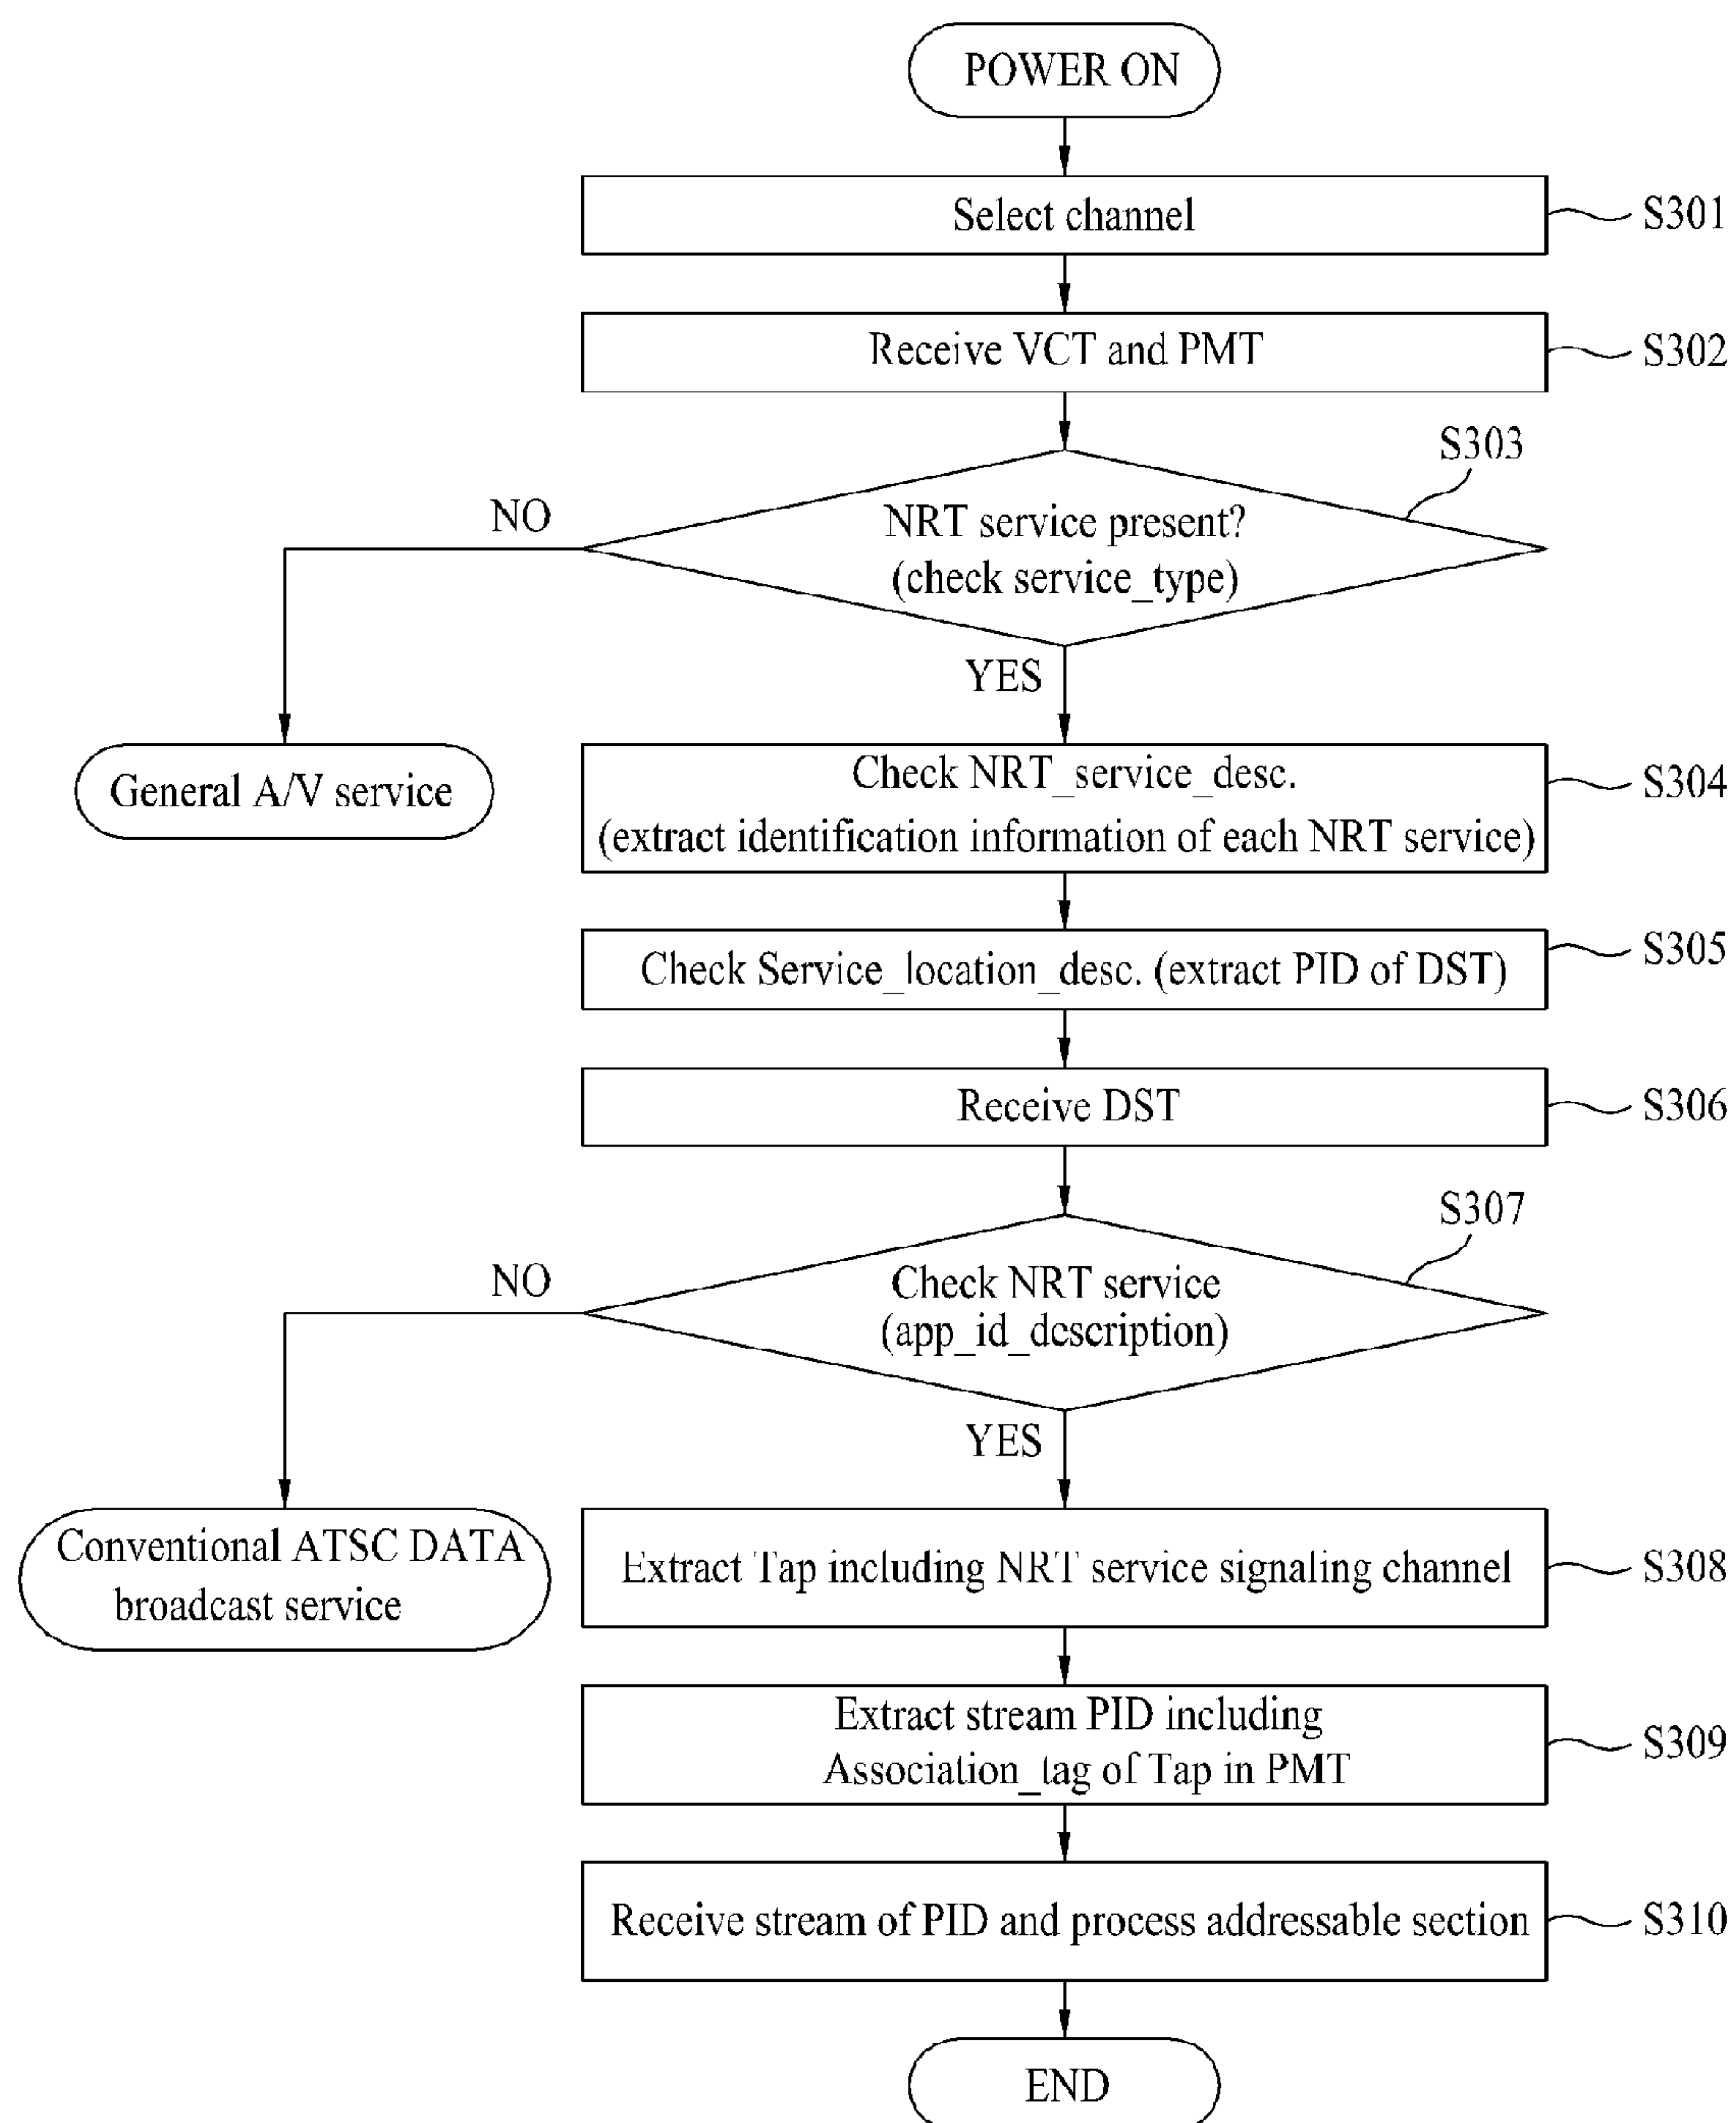 POWER ON
Select channel
S301
Receive VCT and PMT
S302
S303
NO
NRT service present?
(check service_type)
YES
General A/V service
Check NRT_service_desc.
(extract identification information of each NRT service)
S304
Check Service_location_desc. (extract PID of DST)
S305
Receive DST
S306
S307
NO
Check NRT service
(app_id_description)
YES
Conventional ATSC DATA
broadcast service
Extract Tap including NRT service signaling channel
S308
Extract stream PID including
Association_tag of Tap in PMT
S309
Receive stream of PID and process addressable section
S310
END